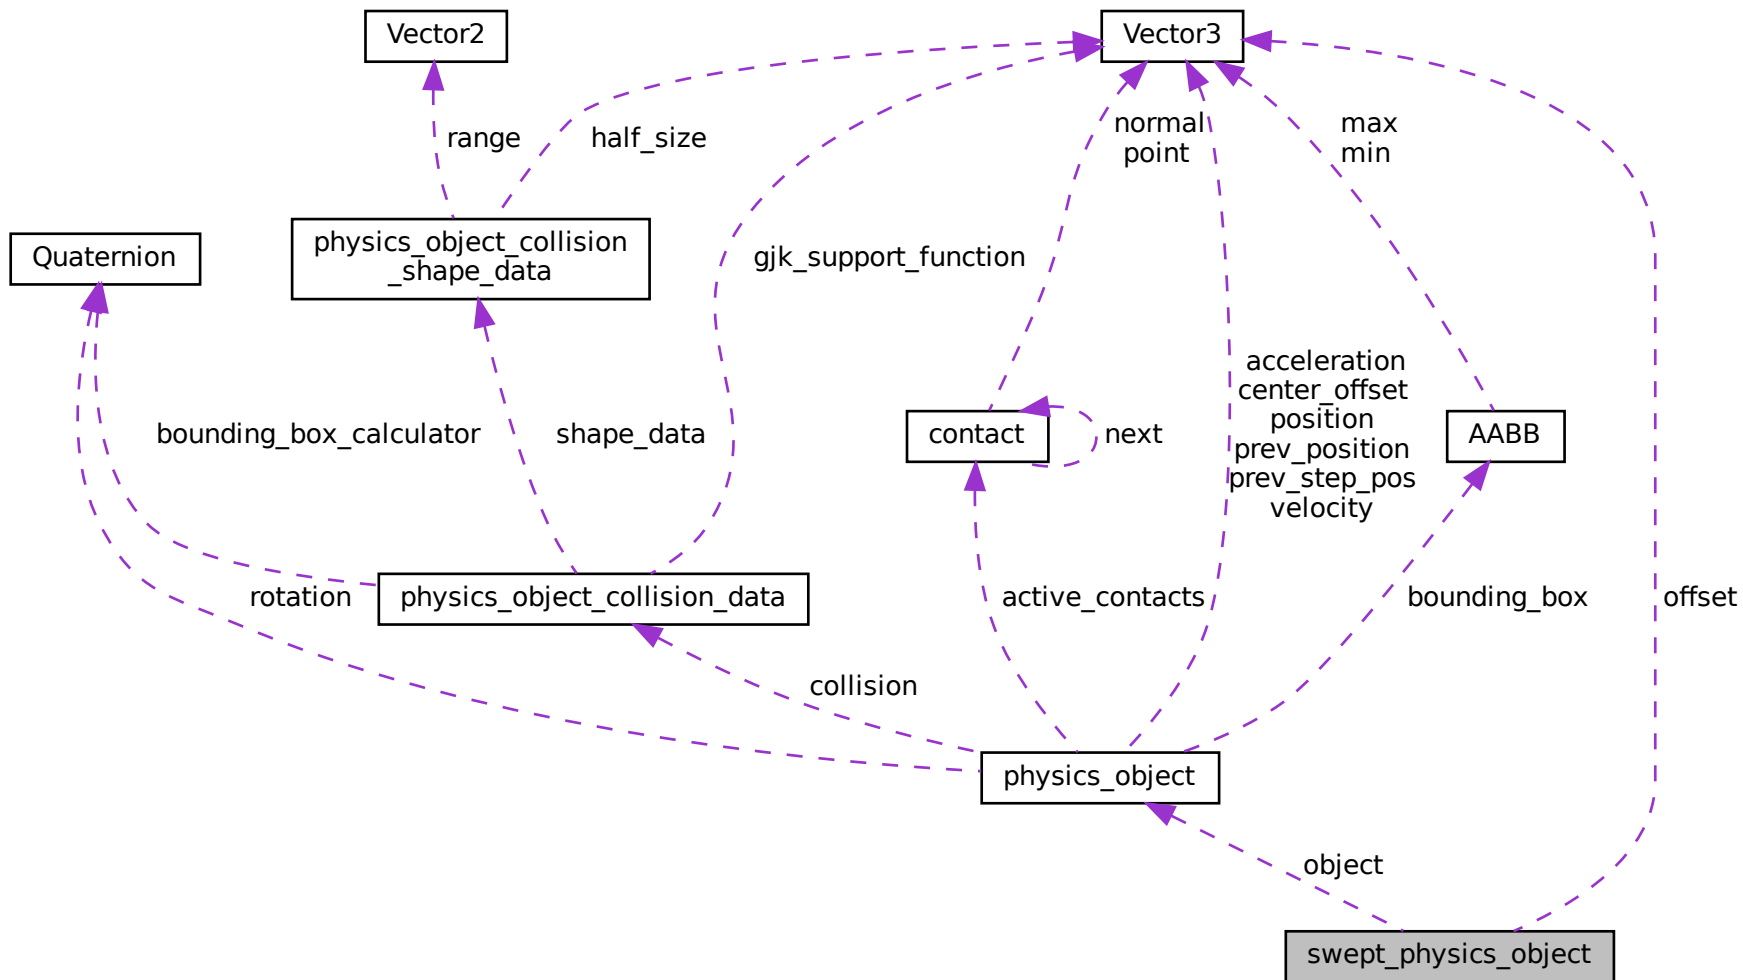 Vector2
Vector3
range
half_size
normal
point
max
min
Quaternion
physics_object_collision
_shape_data
gjk_support_function
bounding_box_calculator
shape_data
contact
next
acceleration
center_offset
position
prev_position
prev_step_pos
velocity
AABB
rotation
physics_object_collision_data
active_contacts
bounding_box
offset
collision
physics_object
object
swept_physics_object